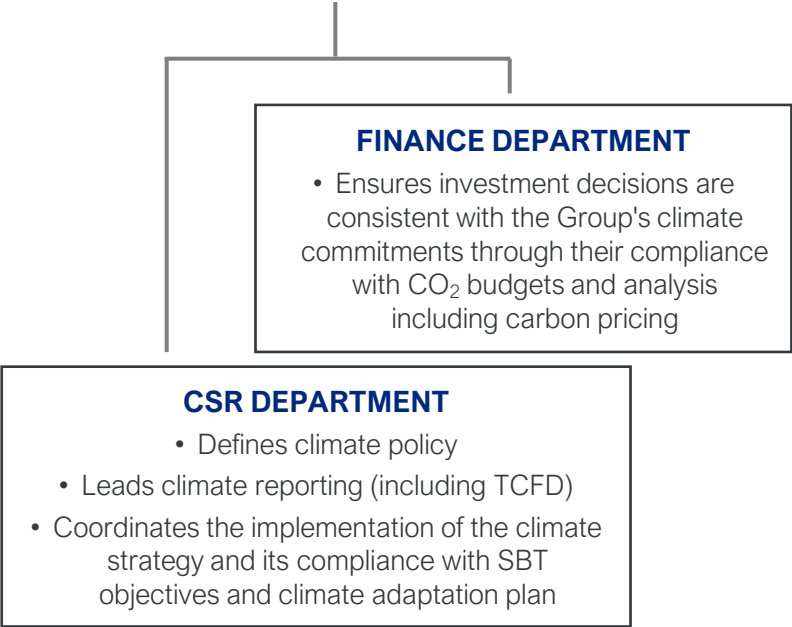 FINANCE DEPARTMENT
• Ensures investment decisions are
consistent with the Group's climate
commitments through their compliance
with CO₂ budgets and analysis
including carbon pricing
CSR DEPARTMENT
• Defines climate policy
• Leads climate reporting (including TCFD)
• Coordinates the implementation of the climate
strategy and its compliance with SBT
objectives and climate adaptation plan